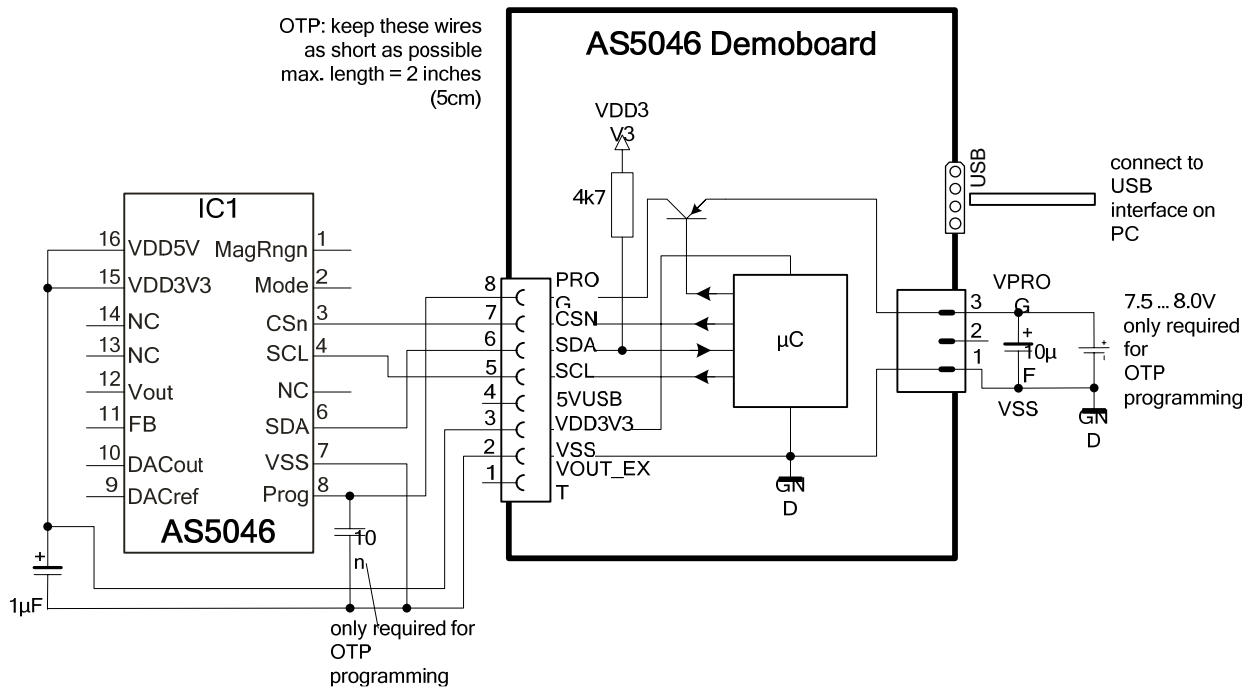 OTP: keep these wires
as short as possible
max. length = 2 inches
(5cm)
AS5046 Demoboard
VDD3
V3
4k7
USB
connect to
USB
interface on
PC
IC1
16 VDD5V
MagRngn 1
15 VDD3V3
Mode 2
14 NC
CSn 3
13 NC
SCL 4
12 Vout
NC
11 FB
SDA 6
10 DACout
VSS 7
9 DACref
Prog 8
AS5046
8 PRO
G
7 CSN
6 SDA
5 SCL
4 5VUSB
3 VDD3V3
2 VSS
1 VOUT_EX
T
µC
GN
D
3
2
1
VPRO
G
+
10µ
F
VSS
+
GN
D
7.5 ... 8.0V
only required
for
OTP
programming
+
1µF
10
n
only required for
OTP
programming